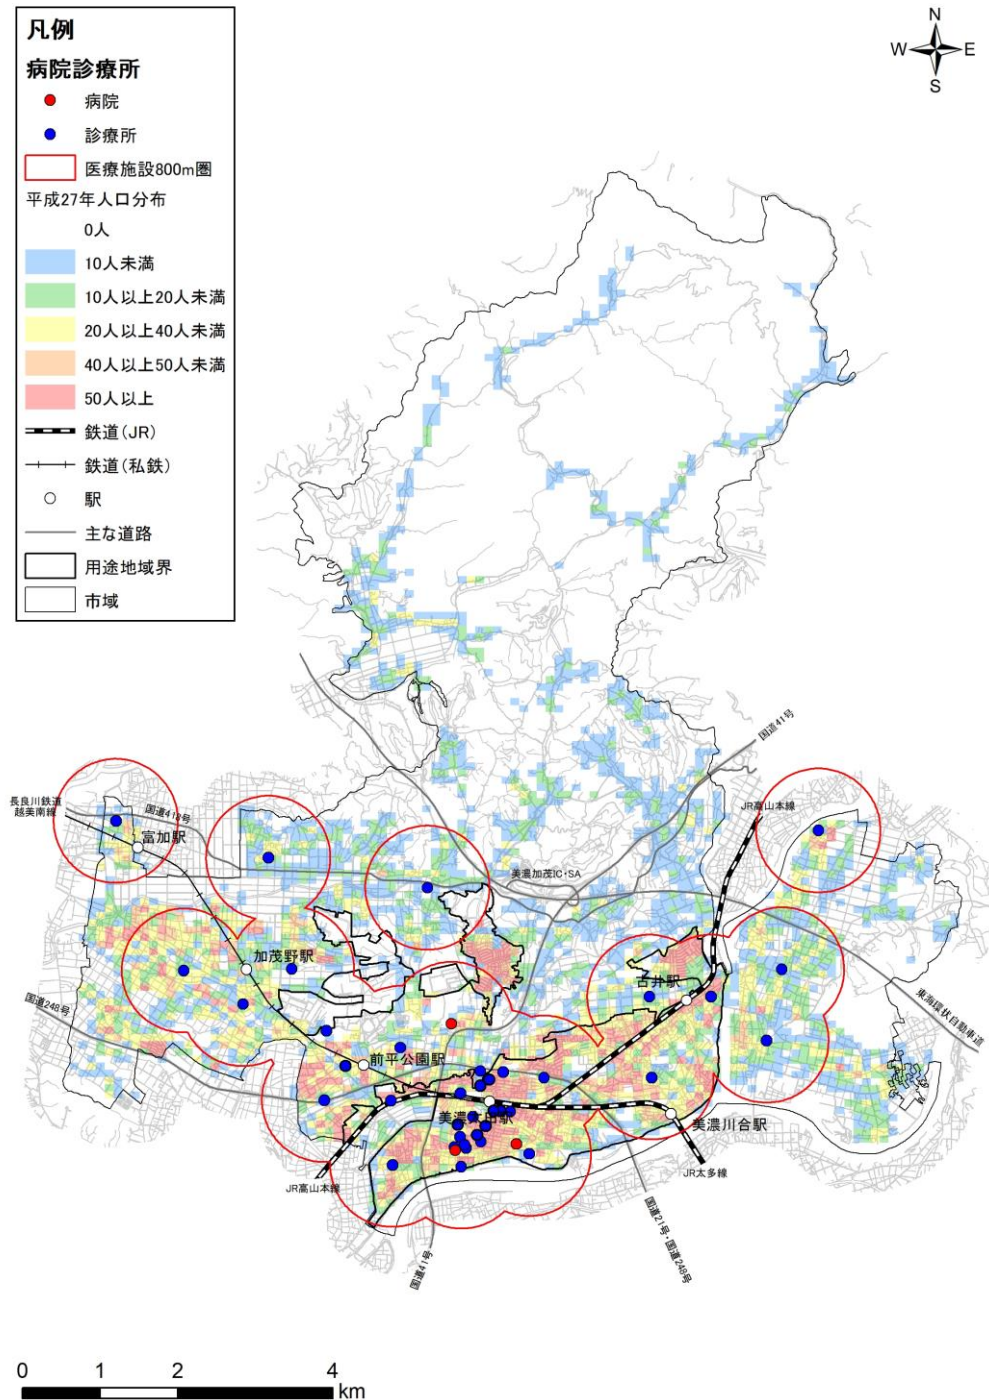 凡例
病院診療所
病院
診療所
医療施設800m圏
平成27年人口分布
0人
10人未満
10人以上20人未満
20人以上40人未満
40人以上50人未満
50人以上
鉄道(JR)
鉄道(私鉄)
駅
主な道路
用途地域界
市域
N
W E
S
国道41号
長良川鉄道
越美南線
国道418号
富加駅
JR高山本線
美濃加茂IC・SA
加茂野駅
古井駅
国道248号
東海環状自動車道
前平公園駅
美濃太田駅
美濃川合駅
JR高山本線
JR太多線
国道41号
国道21号・国道248号
0 1 2 4
km